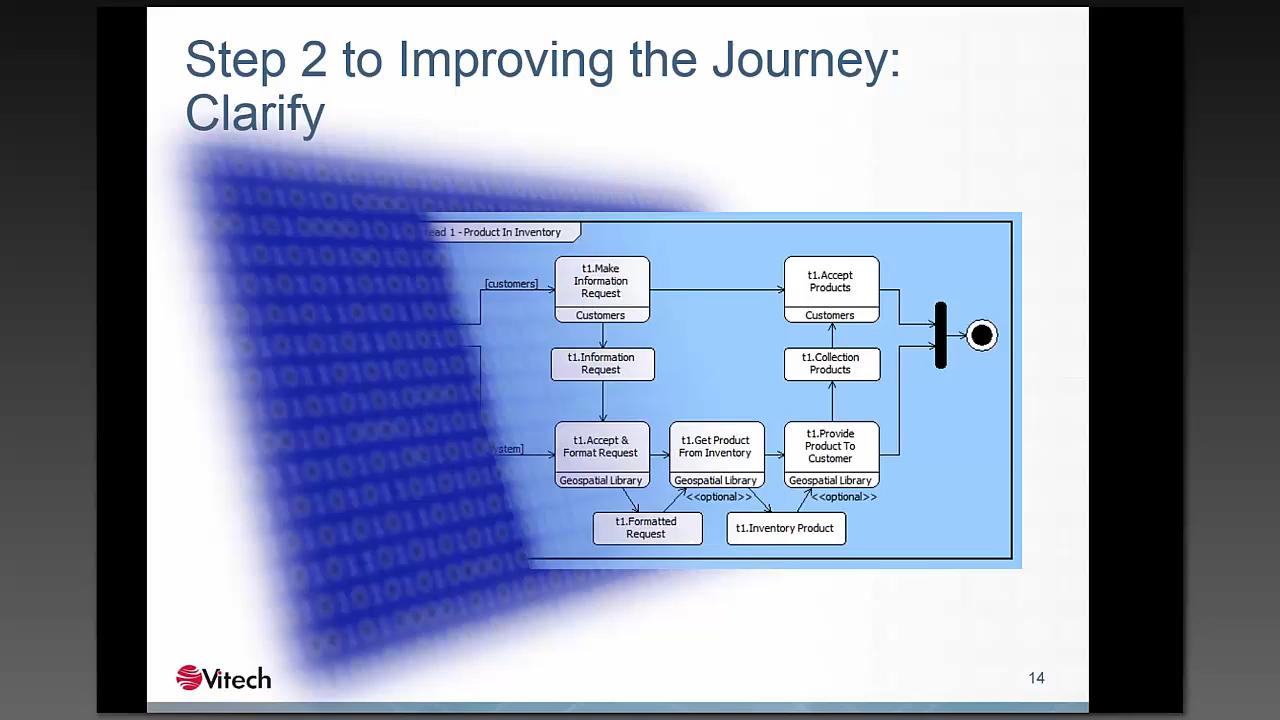 Step 2 to Improving the Journey:
Clarify
1 - Product In Inventory
[customers]
t1.Make
Information
Request
Customers
t1.Accept
Products
Customers
t1.Information
Request
t1.Collection
Products
t1.Accept &
Format Request
Geospatial Library
t1.Get Product
From Inventory
Geospatial Library
t1.Provide
Product To
Customer
Geospatial Library
<<optional>>
<<optional>>
t1.Formatted
Request
t1.Inventory Product
Vitech
14